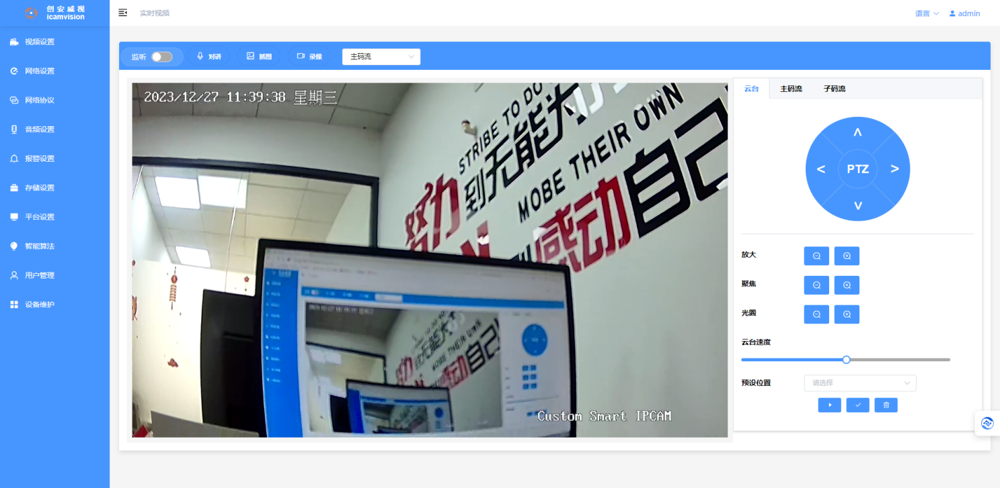 创安威视
icamvision
实时视频
语言
admin
视频设置
网络设置
网络协议
音频设置
报警设置
存储设置
平台设置
智能算法
用户管理
设备维护
监听
对讲
抓图
录像
主码流
2023/12/27 11:39:38 星期三
STRIBE TO DO
努力到无能为
MOBE THEIR OWN
感动自己
Custom Smart IPCAM
云台
主码流
子码流
PTZ
放大
聚焦
光圈
云台速度
预设位置
请选择